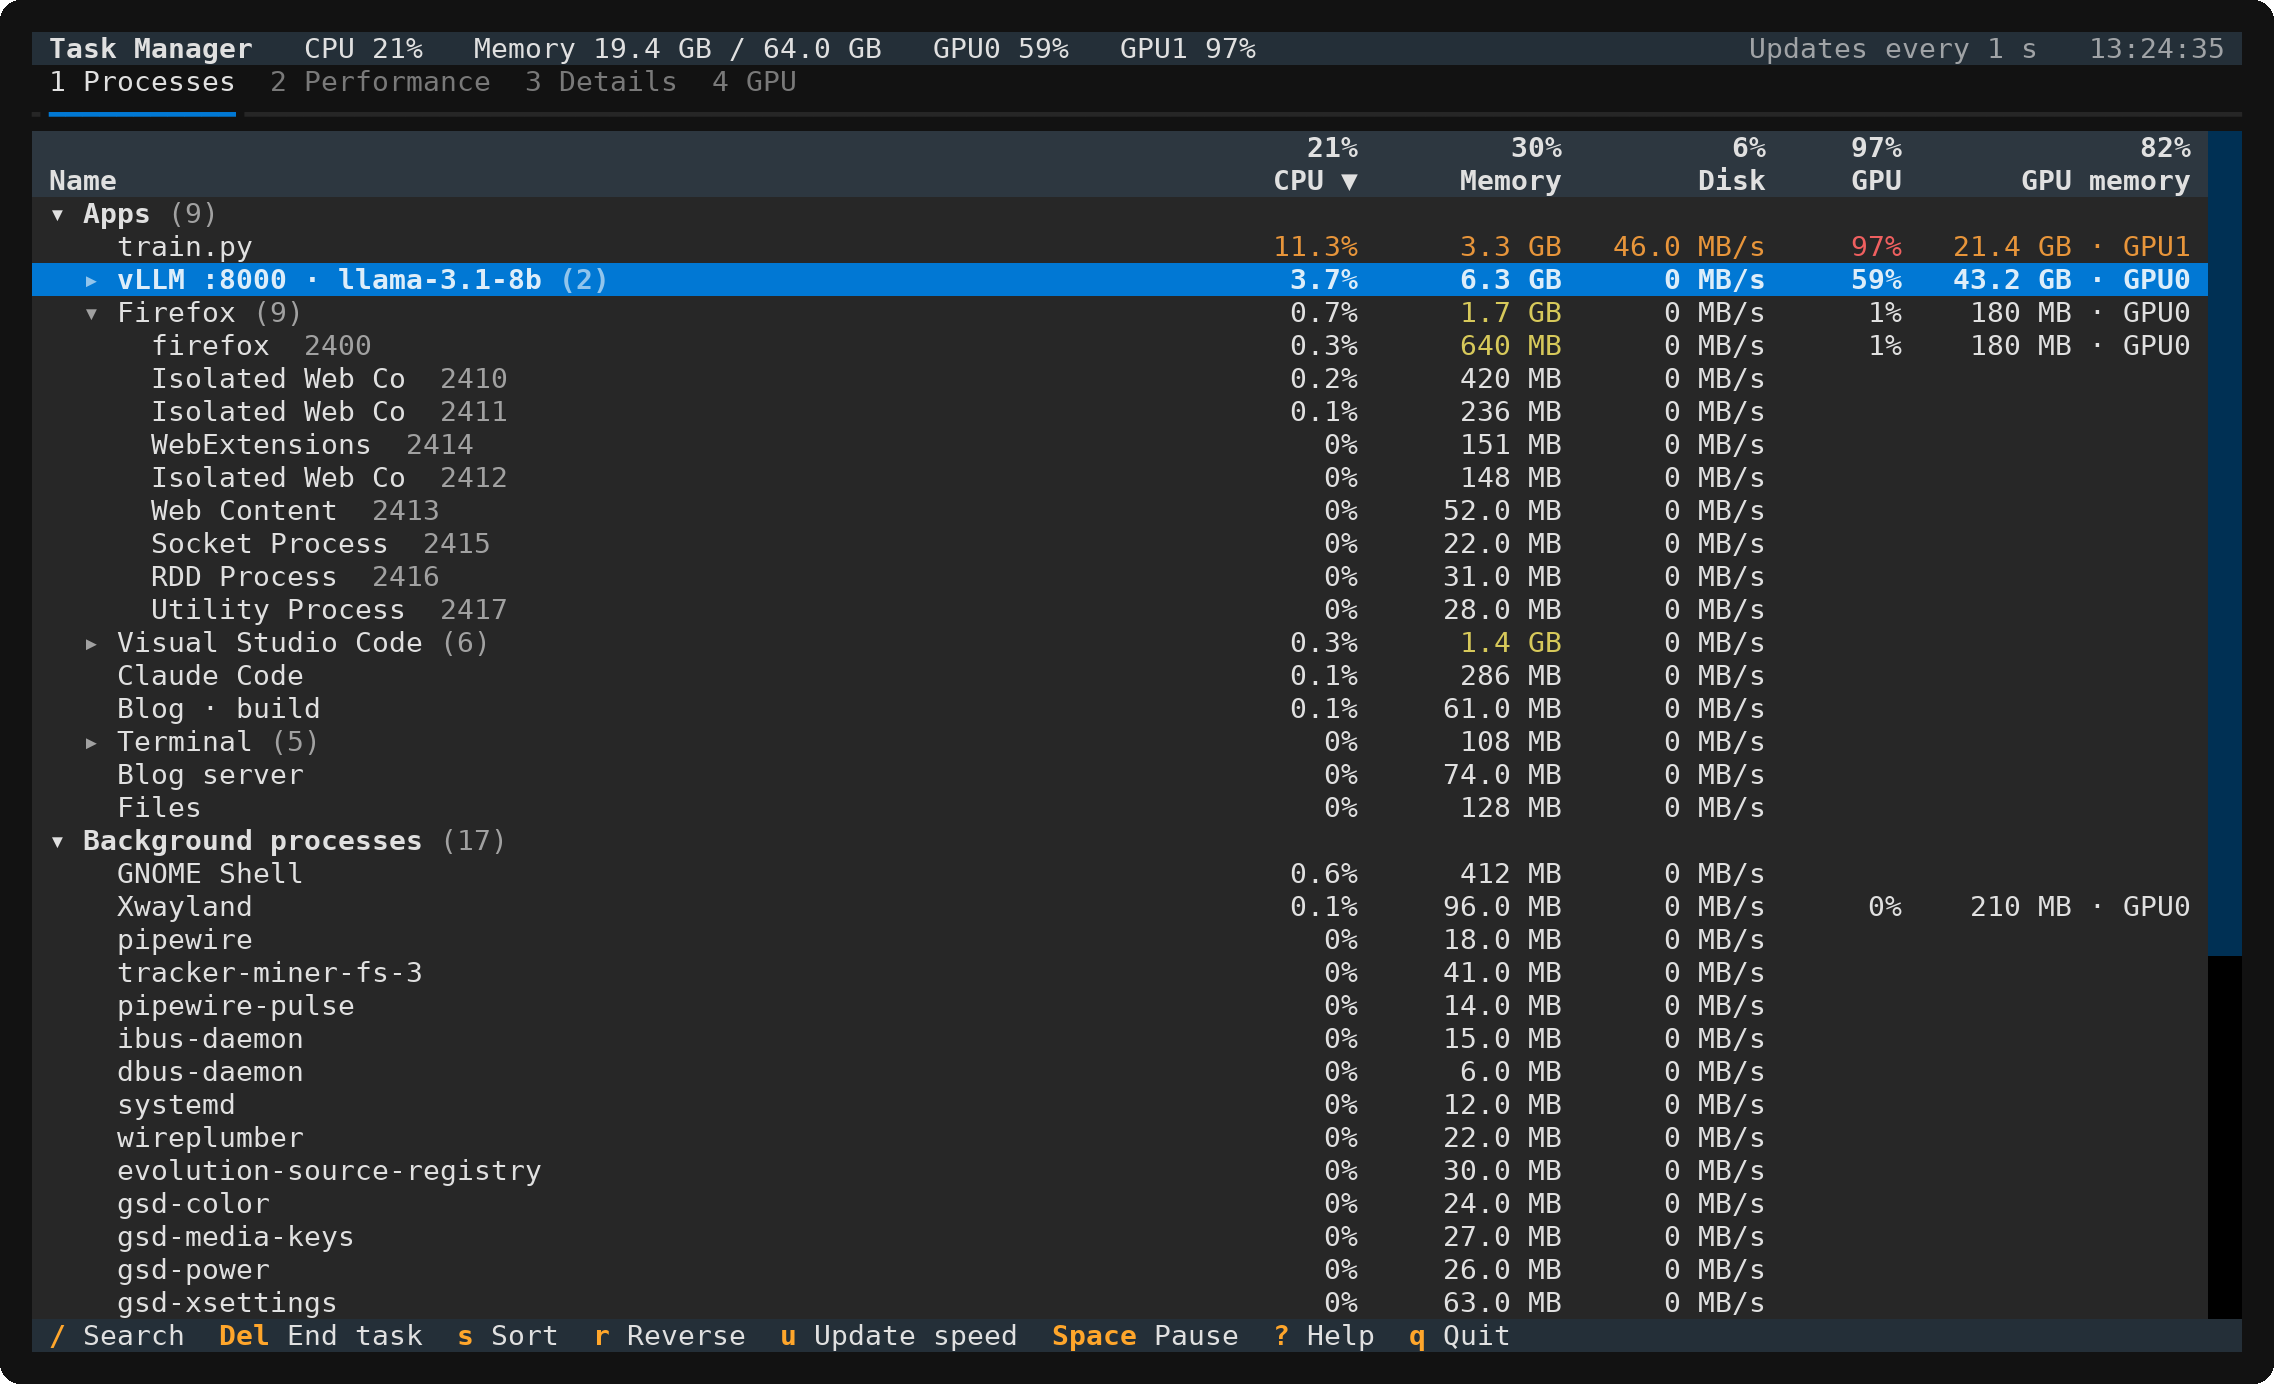 Task Manager   CPU 21%   Memory 19.4 GB / 64.0 GB   GPU0 59%   GPU1 97%   Updates every 1 s   13:24:35
1 Processes  2 Performance  3 Details  4 GPU
21%   30%   6%   97%   82%
Name   CPU ▼   Memory   Disk   GPU   GPU memory
▼ Apps (9)
train.py   11.3%   3.3 GB   46.0 MB/s   97%   21.4 GB · GPU1
▶ vLLM :8000 · llama-3.1-8b (2)   3.7%   6.3 GB   0 MB/s   59%   43.2 GB · GPU0
▼ Firefox (9)   0.7%   1.7 GB   0 MB/s   1%   180 MB · GPU0
firefox  2400   0.3%   640 MB   0 MB/s   1%   180 MB · GPU0
Isolated Web Co  2410   0.2%   420 MB   0 MB/s
Isolated Web Co  2411   0.1%   236 MB   0 MB/s
WebExtensions  2414   0%   151 MB   0 MB/s
Isolated Web Co  2412   0%   148 MB   0 MB/s
Web Content  2413   0%   52.0 MB   0 MB/s
Socket Process  2415   0%   22.0 MB   0 MB/s
RDD Process  2416   0%   31.0 MB   0 MB/s
Utility Process  2417   0%   28.0 MB   0 MB/s
▶ Visual Studio Code (6)   0.3%   1.4 GB   0 MB/s
Claude Code   0.1%   286 MB   0 MB/s
Blog · build   0.1%   61.0 MB   0 MB/s
▶ Terminal (5)   0%   108 MB   0 MB/s
Blog server   0%   74.0 MB   0 MB/s
Files   0%   128 MB   0 MB/s
▼ Background processes (17)
GNOME Shell   0.6%   412 MB   0 MB/s
Xwayland   0.1%   96.0 MB   0 MB/s   0%   210 MB · GPU0
pipewire   0%   18.0 MB   0 MB/s
tracker-miner-fs-3   0%   41.0 MB   0 MB/s
pipewire-pulse   0%   14.0 MB   0 MB/s
ibus-daemon   0%   15.0 MB   0 MB/s
dbus-daemon   0%   6.0 MB   0 MB/s
systemd   0%   12.0 MB   0 MB/s
wireplumber   0%   22.0 MB   0 MB/s
evolution-source-registry   0%   30.0 MB   0 MB/s
gsd-color   0%   24.0 MB   0 MB/s
gsd-media-keys   0%   27.0 MB   0 MB/s
gsd-power   0%   26.0 MB   0 MB/s
gsd-xsettings   0%   63.0 MB   0 MB/s
/ Search  Del End task  s Sort  r Reverse  u Update speed  Space Pause  ? Help  q Quit